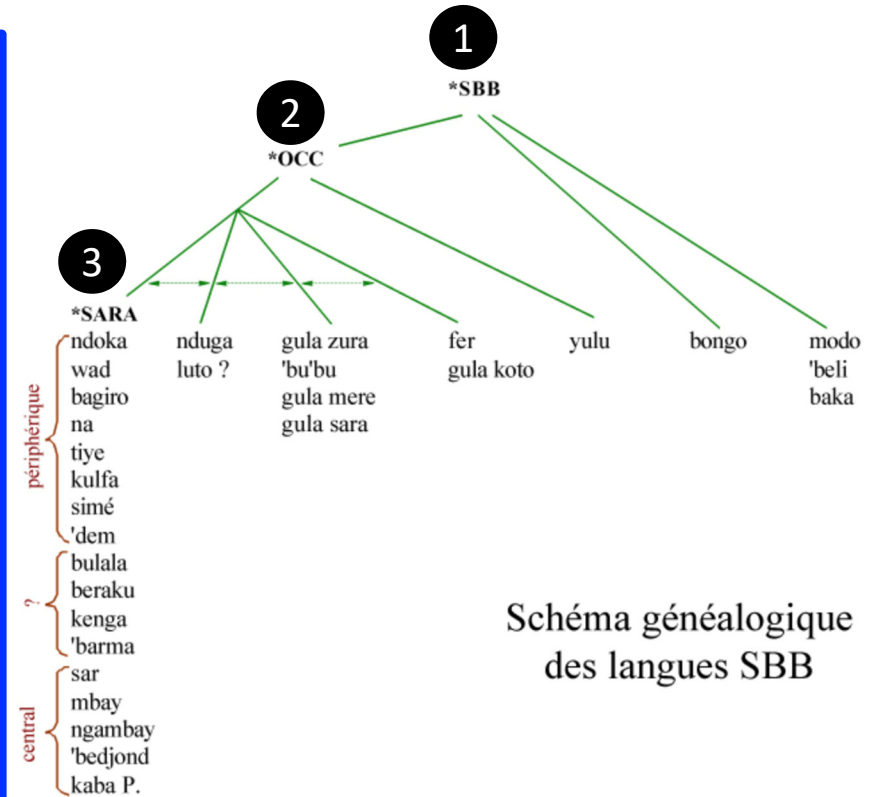 1
*SBB
2
*OCC
3
*SARA
périphérique
ndoka
wad
bagiro
na
tiye
kulfa
simé
'dem
?
bulala
beraku
kenga
'barma
central
sar
mbay
ngambay
'bedjond
kaba P.
nduga
luto ?
gula zura
'bu'bu
gula mere
gula sara
fer
gula koto
yulu
bongo
modo
'beli
baka
Schéma généalogique
des langues SBB